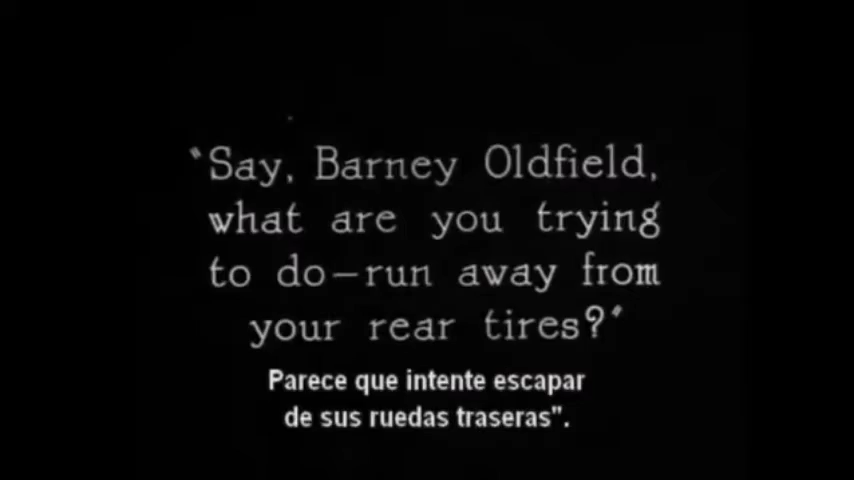 "Say, Barney Oldfield,
what are you trying
to do—run away from
your rear tires?"
Parece que intente escapar
de sus ruedas traseras".